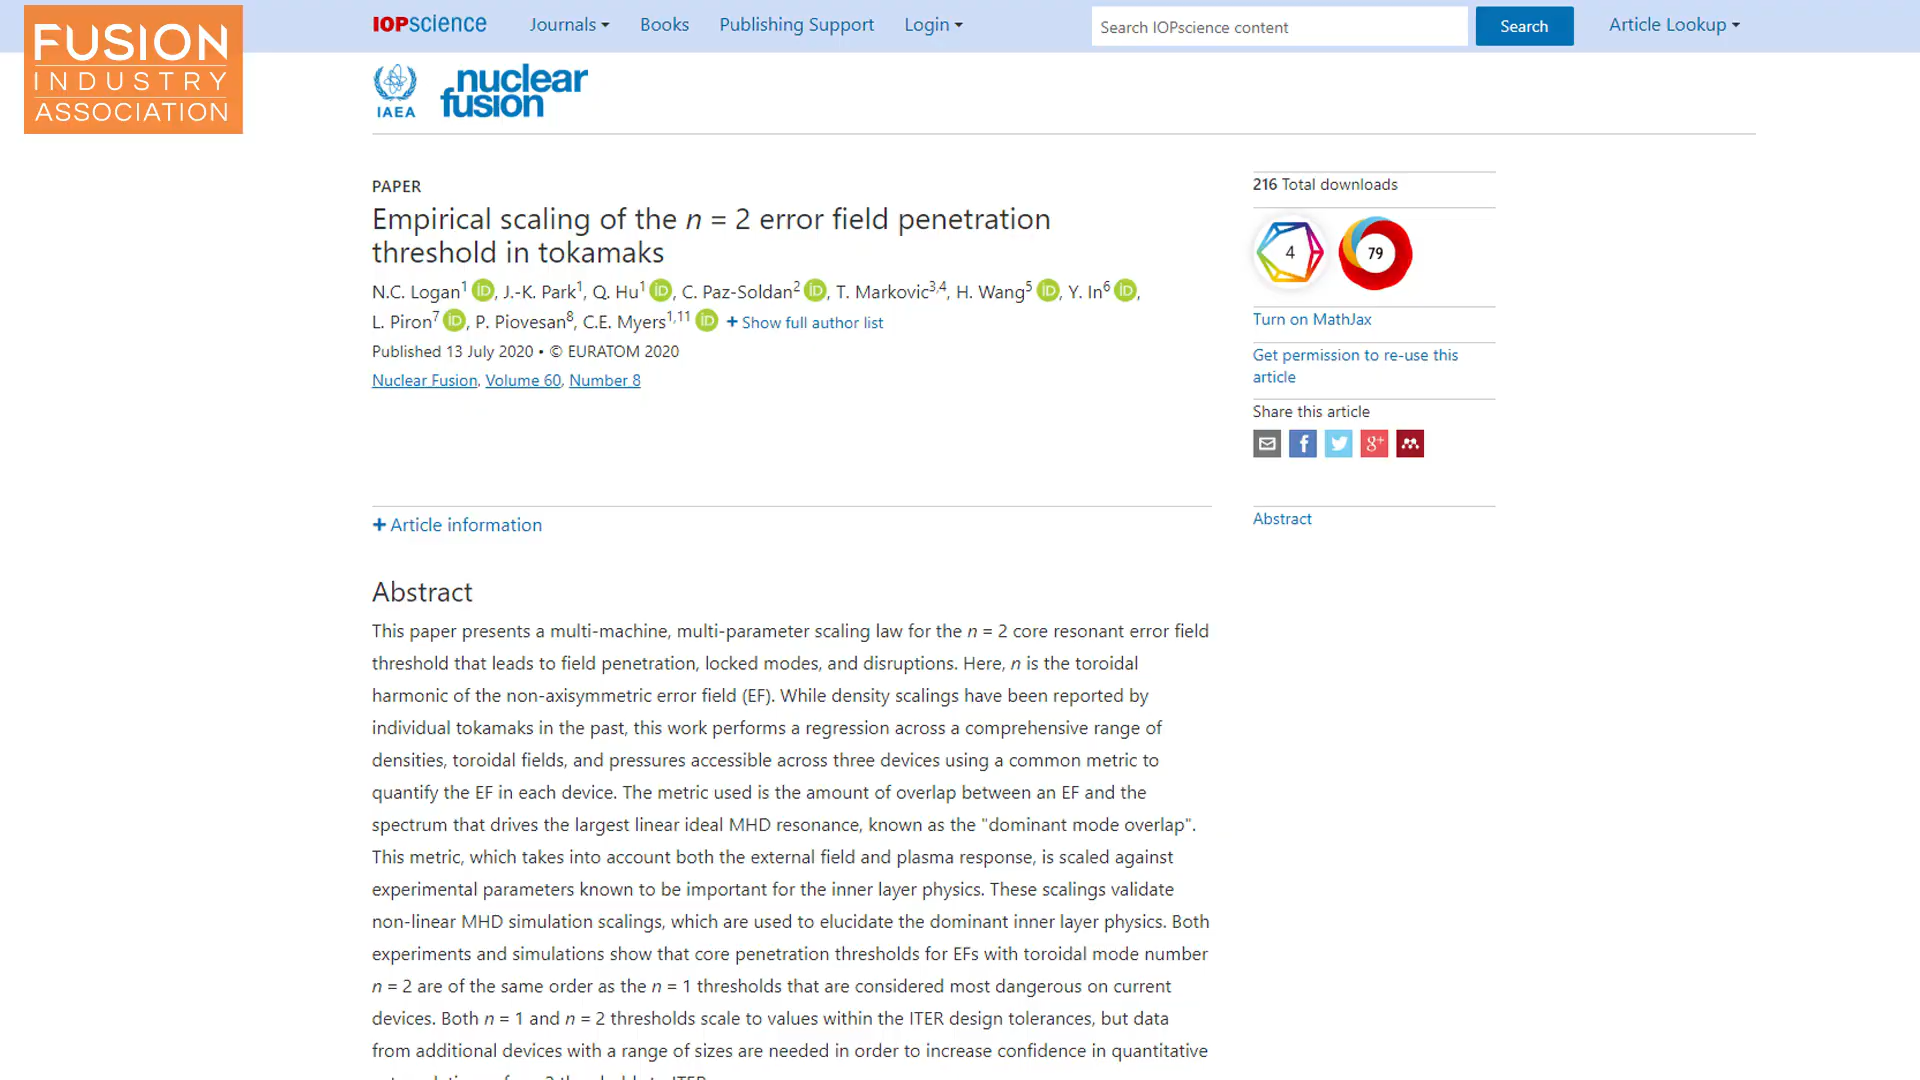 FUSION
INDUSTRY
ASSOCIATION
IOPscience Journals Books Publishing Support Login Search IOPscience content Search Article Lookup
IAEA
nuclear
fusion
PAPER
Empirical scaling of the n = 2 error field penetration
threshold in tokamaks
N.C. Logan1 iD, J.-K. Park1, Q. Hu1 iD, C. Paz-Soldan2 iD, T. Markovic3,4, H. Wang5 iD, Y. In6 iD,
L. Piron7 iD, P. Piovesan8, C.E. Myers1,11 iD + Show full author list
Published 13 July 2020 • © EURATOM 2020
Nuclear Fusion, Volume 60, Number 8
216 Total downloads
4 79
Turn on MathJax
Get permission to re-use this
article
Share this article
f g+
+ Article information
Abstract
Abstract
This paper presents a multi-machine, multi-parameter scaling law for the n = 2 core resonant error field
threshold that leads to field penetration, locked modes, and disruptions. Here, n is the toroidal
harmonic of the non-axisymmetric error field (EF). While density scalings have been reported by
individual tokamaks in the past, this work performs a regression across a comprehensive range of
densities, toroidal fields, and pressures accessible across three devices using a common metric to
quantify the EF in each device. The metric used is the amount of overlap between an EF and the
spectrum that drives the largest linear ideal MHD resonance, known as the "dominant mode overlap".
This metric, which takes into account both the external field and plasma response, is scaled against
experimental parameters known to be important for the inner layer physics. These scalings validate
non-linear MHD simulation scalings, which are used to elucidate the dominant inner layer physics. Both
experiments and simulations show that core penetration thresholds for EFs with toroidal mode number
n = 2 are of the same order as the n = 1 thresholds that are considered most dangerous on current
devices. Both n = 1 and n = 2 thresholds scale to values within the ITER design tolerances, but data
from additional devices with a range of sizes are needed in order to increase confidence in quantitative